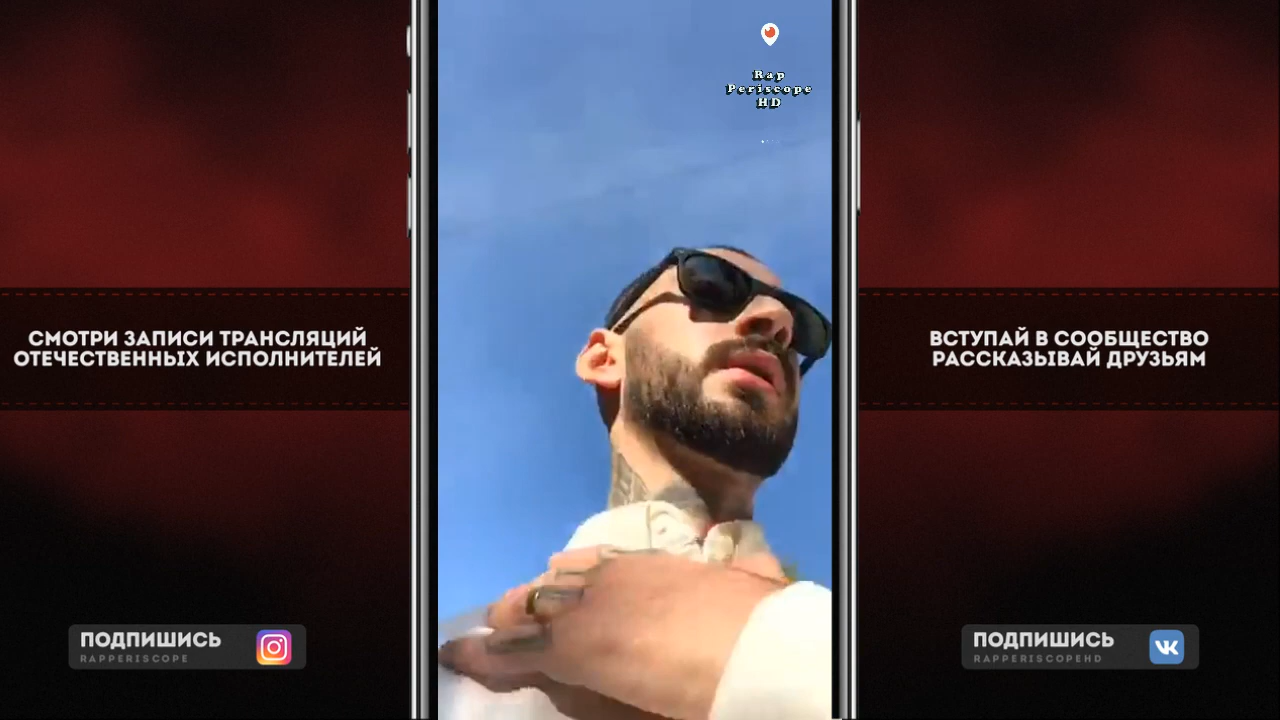 Rap
Periscope
HD
СМОТРИ ЗАПИСИ ТРАНСЛЯЦИЙ
ОТЕЧЕСТВЕННЫХ ИСПОЛНИТЕЛЕЙ
ВСТУПАЙ В СООБЩЕСТВО
РАССКАЗЫВАЙ ДРУЗЬЯМ
ПОДПИШИСЬ
RAPPERISCOPE
ПОДПИШИСЬ
RAPPERISCOPEHD